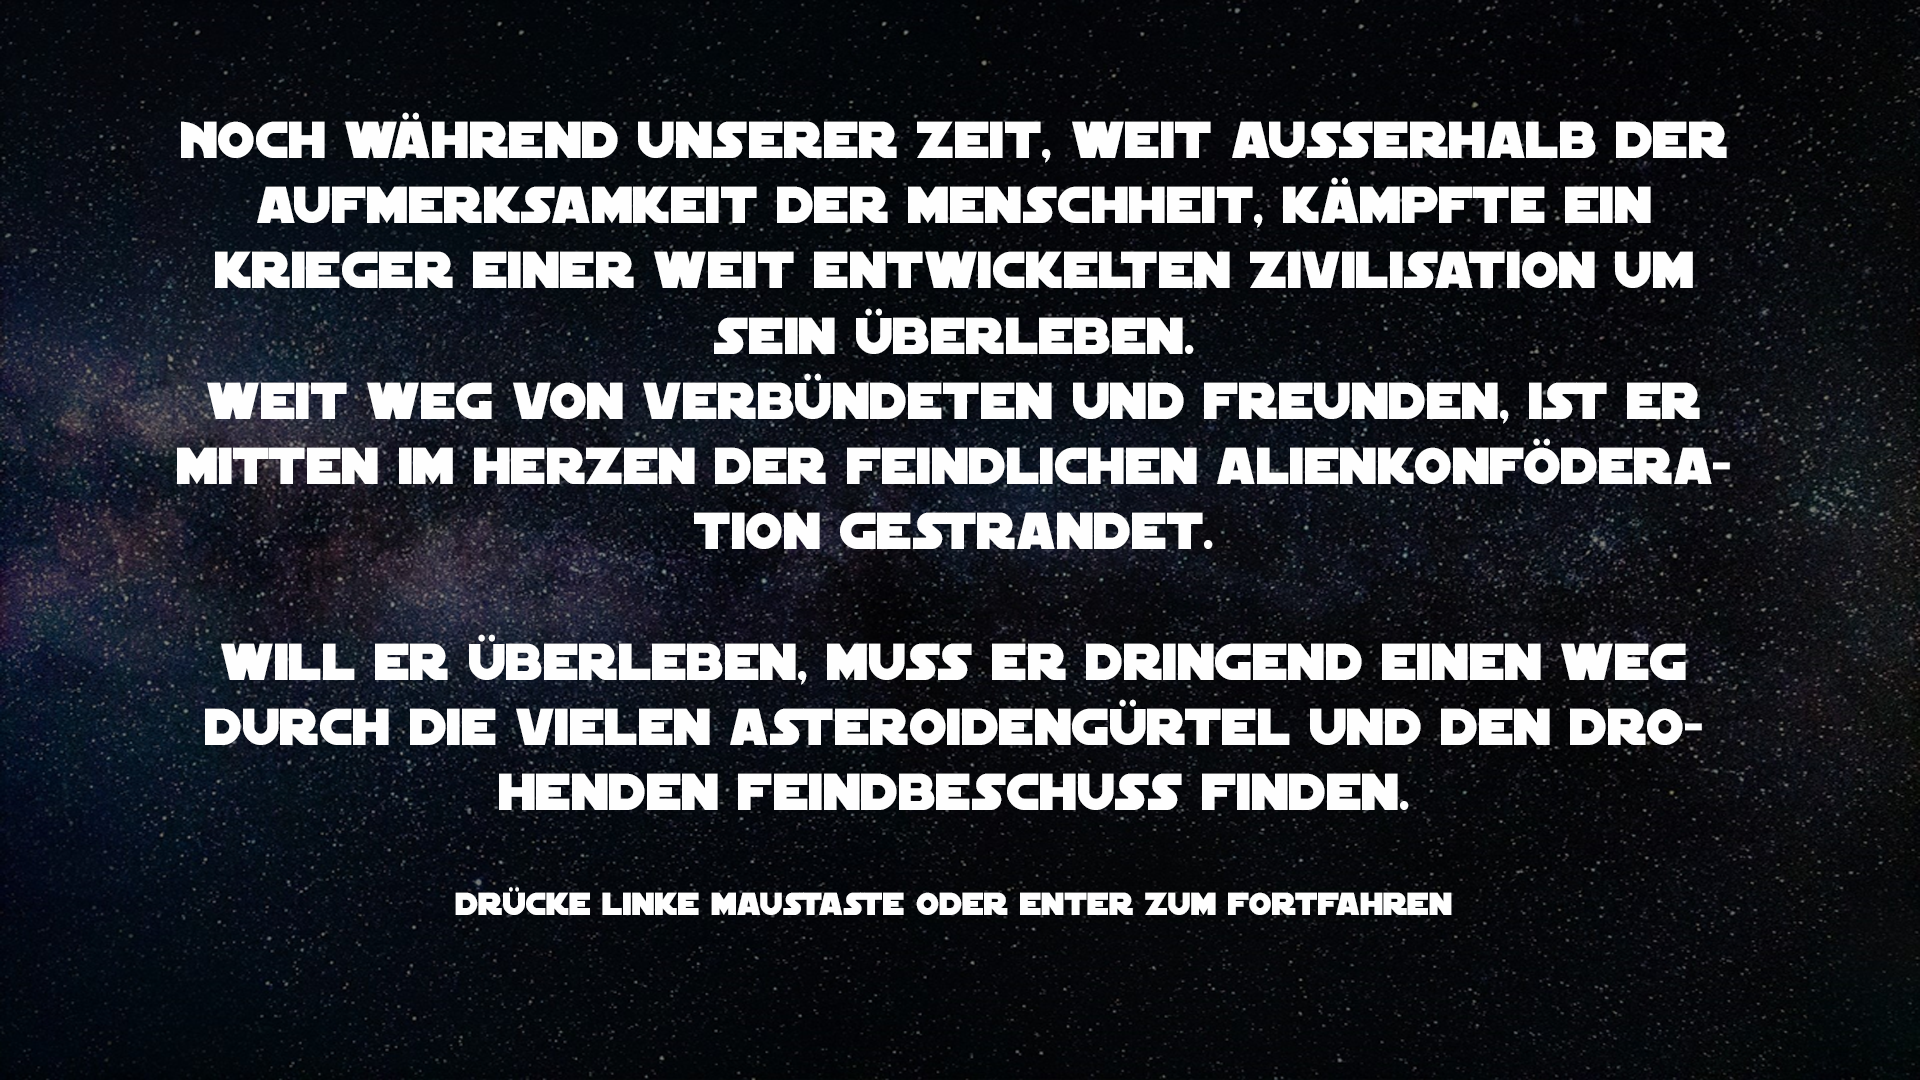 NOCH WÄHREND UNSERER ZEIT, WEIT AUSSERHALB DER
AUFMERKSAMKEIT DER MENSCHHEIT, KÄMPFTE EIN
KRIEGER EINER WEIT ENTWICKELTEN ZIVILISATION UM
SEIN ÜBERLEBEN.
WEIT WEG VON VERBÜNDETEN UND FREUNDEN, IST ER
MITTEN IM HERZEN DER FEINDLICHEN ALIENKONFÖDERA-
TION GESTRANDET.
WILL ER ÜBERLEBEN, MUSS ER DRINGEND EINEN WEG
DURCH DIE VIELEN ASTEROIDENGÜRTEL UND DEN DRO-
HENDEN FEINDBESCHUSS FINDEN.
DRÜCKE LINKE MAUSTASTE ODER ENTER ZUM FORTFAHREN